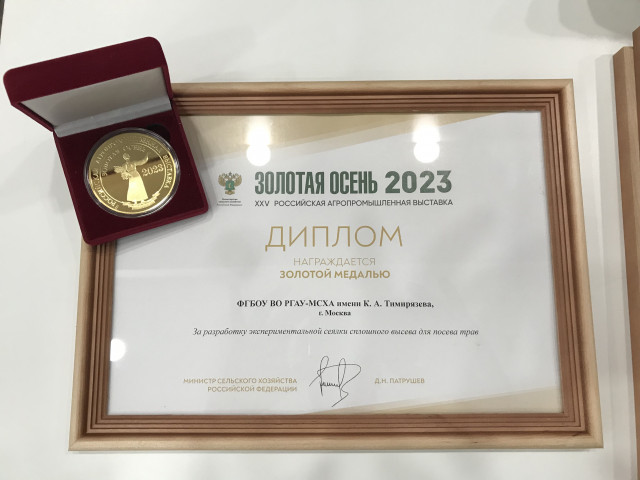 ЗОЛОТАЯ ОСЕНЬ 2023
XXV РОССИЙСКАЯ АГРОПРОМЫШЛЕННАЯ ВЫСТАВКА
ДИПЛОМ
НАГРАЖДАЕТСЯ
ЗОЛОТОЙ МЕДАЛЬЮ
ФГБОУ ВО РГАУ-МСХА имени К. А. Тимирязева,
г. Москва
За разработку экспериментальной сеялки сплошного высева для посева трав
МИНИСТР СЕЛЬСКОГО ХОЗЯЙСТВА
РОССИЙСКОЙ ФЕДЕРАЦИИ
Д.Н. ПАТРУШЕВ
2023
ВЫСТАВКА